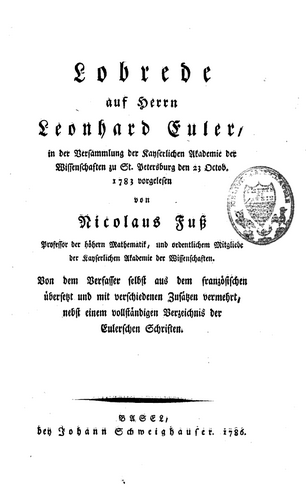 Lobrede
auf Herrn
Leonhard Euler,
in der Versammlung der Kayserlichen Akademie der
Wissenschaften zu St. Petersburg den 23 Octob.
1783 vorgelesen
von
Nicolaus Fuß
Professor der höhern Mathematik, und ordentlichem Mitgliede
der Kayserlichen Akademie der Wissenschaften.
Von dem Verfasser selbst aus dem französischen
übersetzt und mit verschiedenen Zusätzen vermehrt,
nebst einem vollständigen Verzeichnis der
Eulerschen Schriften.
BASEL,
bey Johann Schweighauser. 1786.